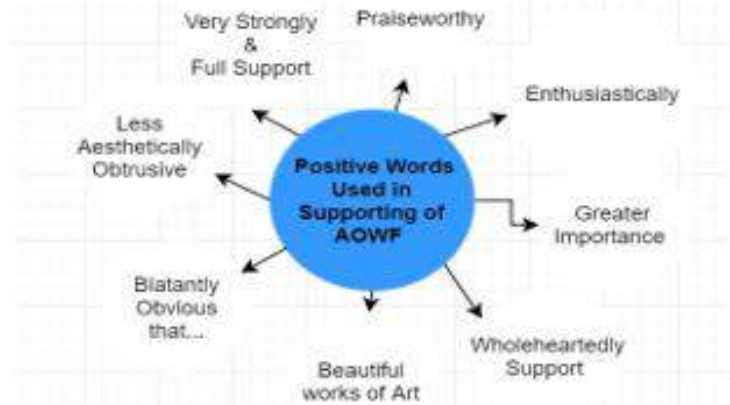 Praiseworthy
Very Strongly
&
Full Support
Enthusiastically
Less
Aesthetically
Obtrusive
Positive Words
Used in
Supporting of
AOWF
Greater
Importance
Blatantly
Obvious
that...
Wholeheartedly
Support
Beautiful
works of Art